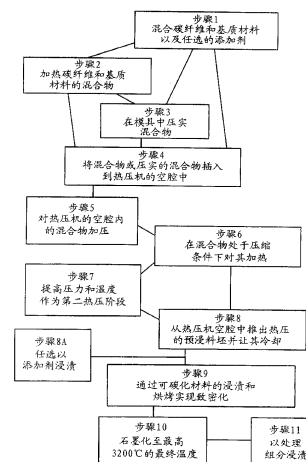 步骤1
混合碳纤维和基质材料
以及任选的添加剂
步骤2
加热碳纤维和基质
材料的混合物
步骤3
在模具中压实
混合物
步骤4
将混合物或压实的混合物插入
到热压机的空腔中
步骤5
对热压机的空腔内
的混合物加压
步骤6
在混合物处于压缩
条件下对其加热
步骤7
提高压力和温度
作为第二热压阶段
步骤8
从热压机空腔中推出热压
的预浸料坯并让其冷却
步骤8A
任选以
添加剂浸渍
步骤9
通过可碳化材料的浸渍和
烘烤实现致密化
步骤10
石墨化至最高
3200℃的最终温度
步骤11
以处理
组分浸渍